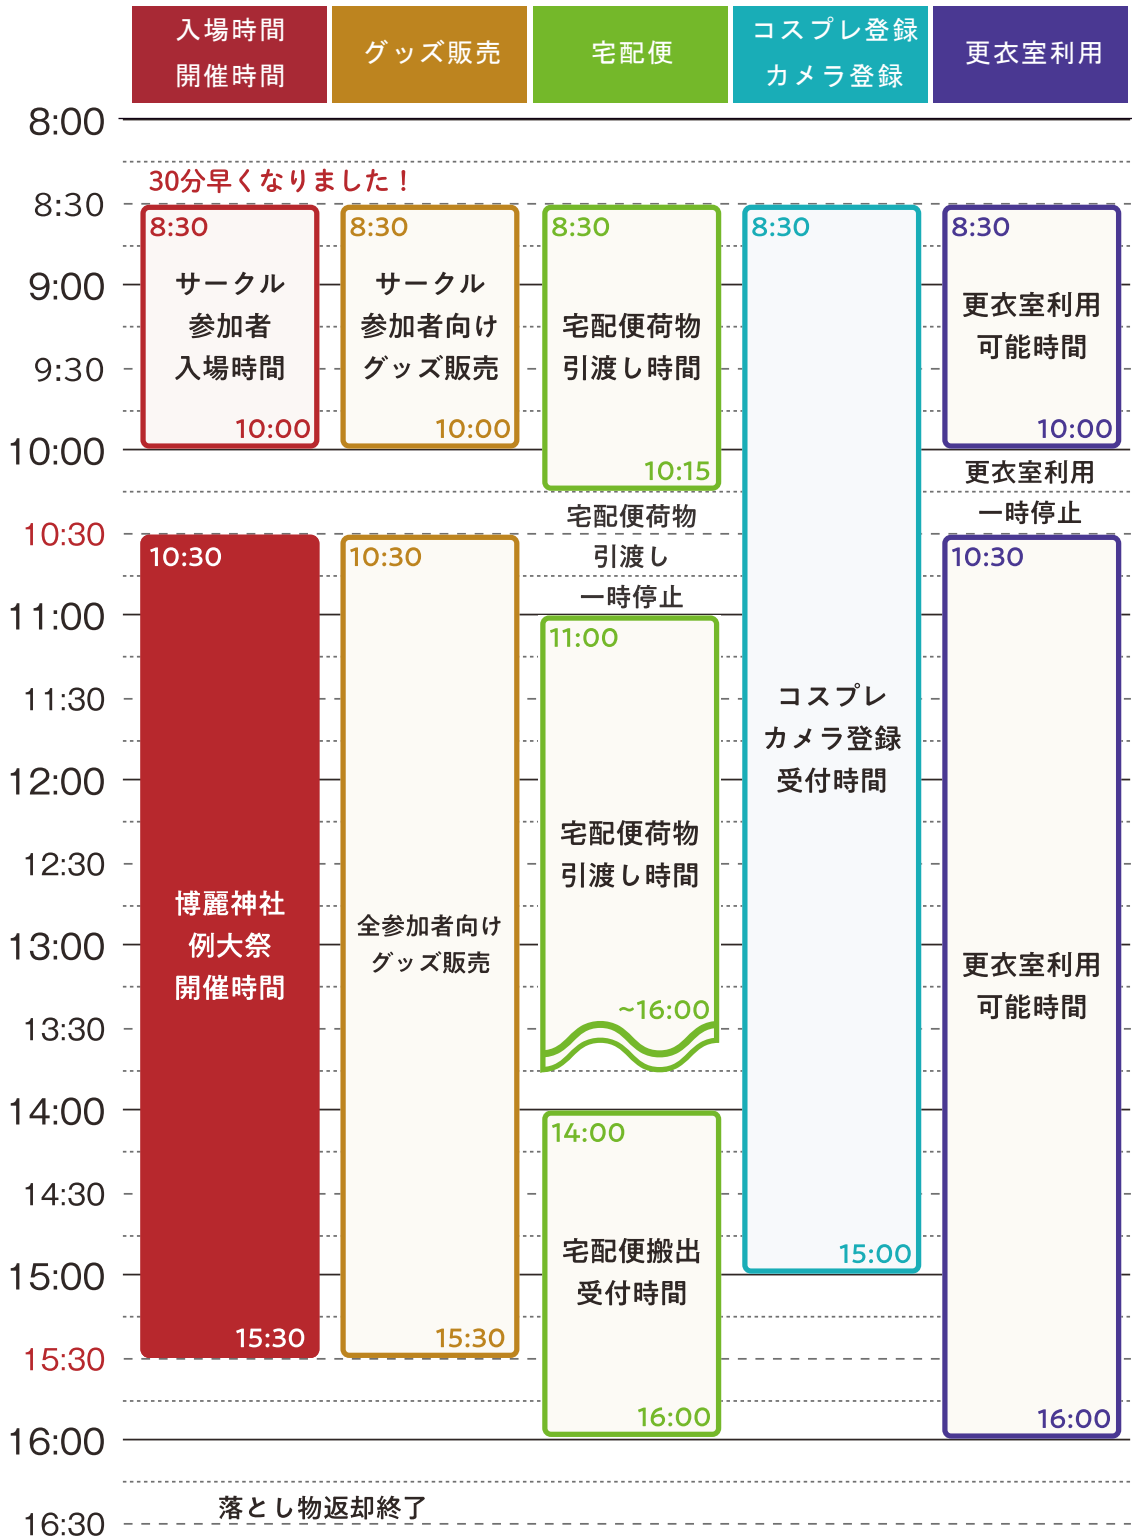 入場時間
開催時間
グッズ販売
宅配便
コスプレ登録
カメラ登録
更衣室利用
8:00
30分早くなりました！
8:30
9:00
9:30
10:00
10:30
11:00
11:30
12:00
12:30
13:00
13:30
14:00
14:30
15:00
15:30
16:00
16:30
8:30
サークル
参加者
入場時間
10:00
10:30
博麗神社
例大祭
開催時間
15:30
8:30
サークル
参加者向け
グッズ販売
10:00
10:30
全参加者向け
グッズ販売
15:30
8:30
宅配便荷物
引渡し時間
10:15
宅配便荷物
引渡し
一時停止
11:00
宅配便荷物
引渡し時間
~16:00
14:00
宅配便搬出
受付時間
16:00
8:30
コスプレ
カメラ登録
受付時間
15:00
8:30
更衣室利用
可能時間
10:00
更衣室利用
一時停止
10:30
更衣室利用
可能時間
16:00
落とし物返却終了